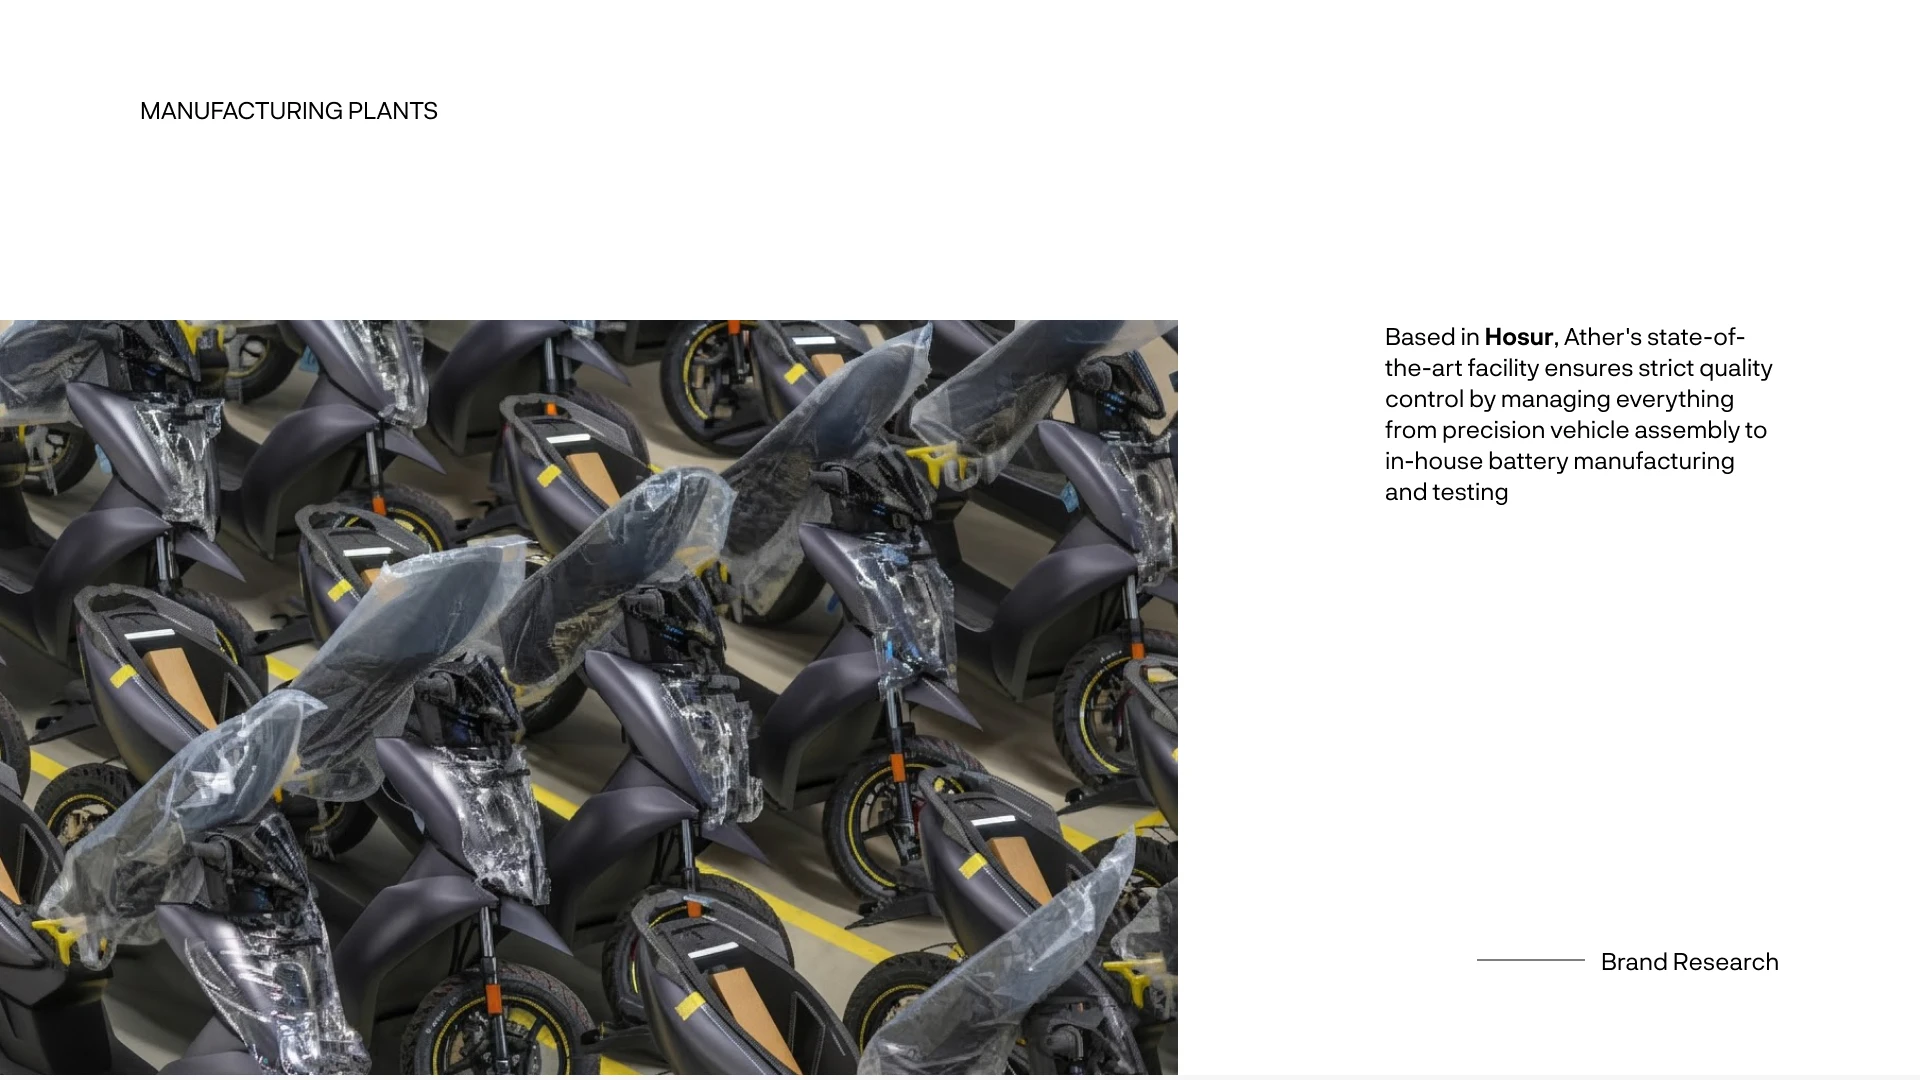 MANUFACTURING PLANTS
Based in Hosur, Ather's state-of-
the-art facility ensures strict quality
control by managing everything
from precision vehicle assembly to
in-house battery manufacturing
and testing
Brand Research